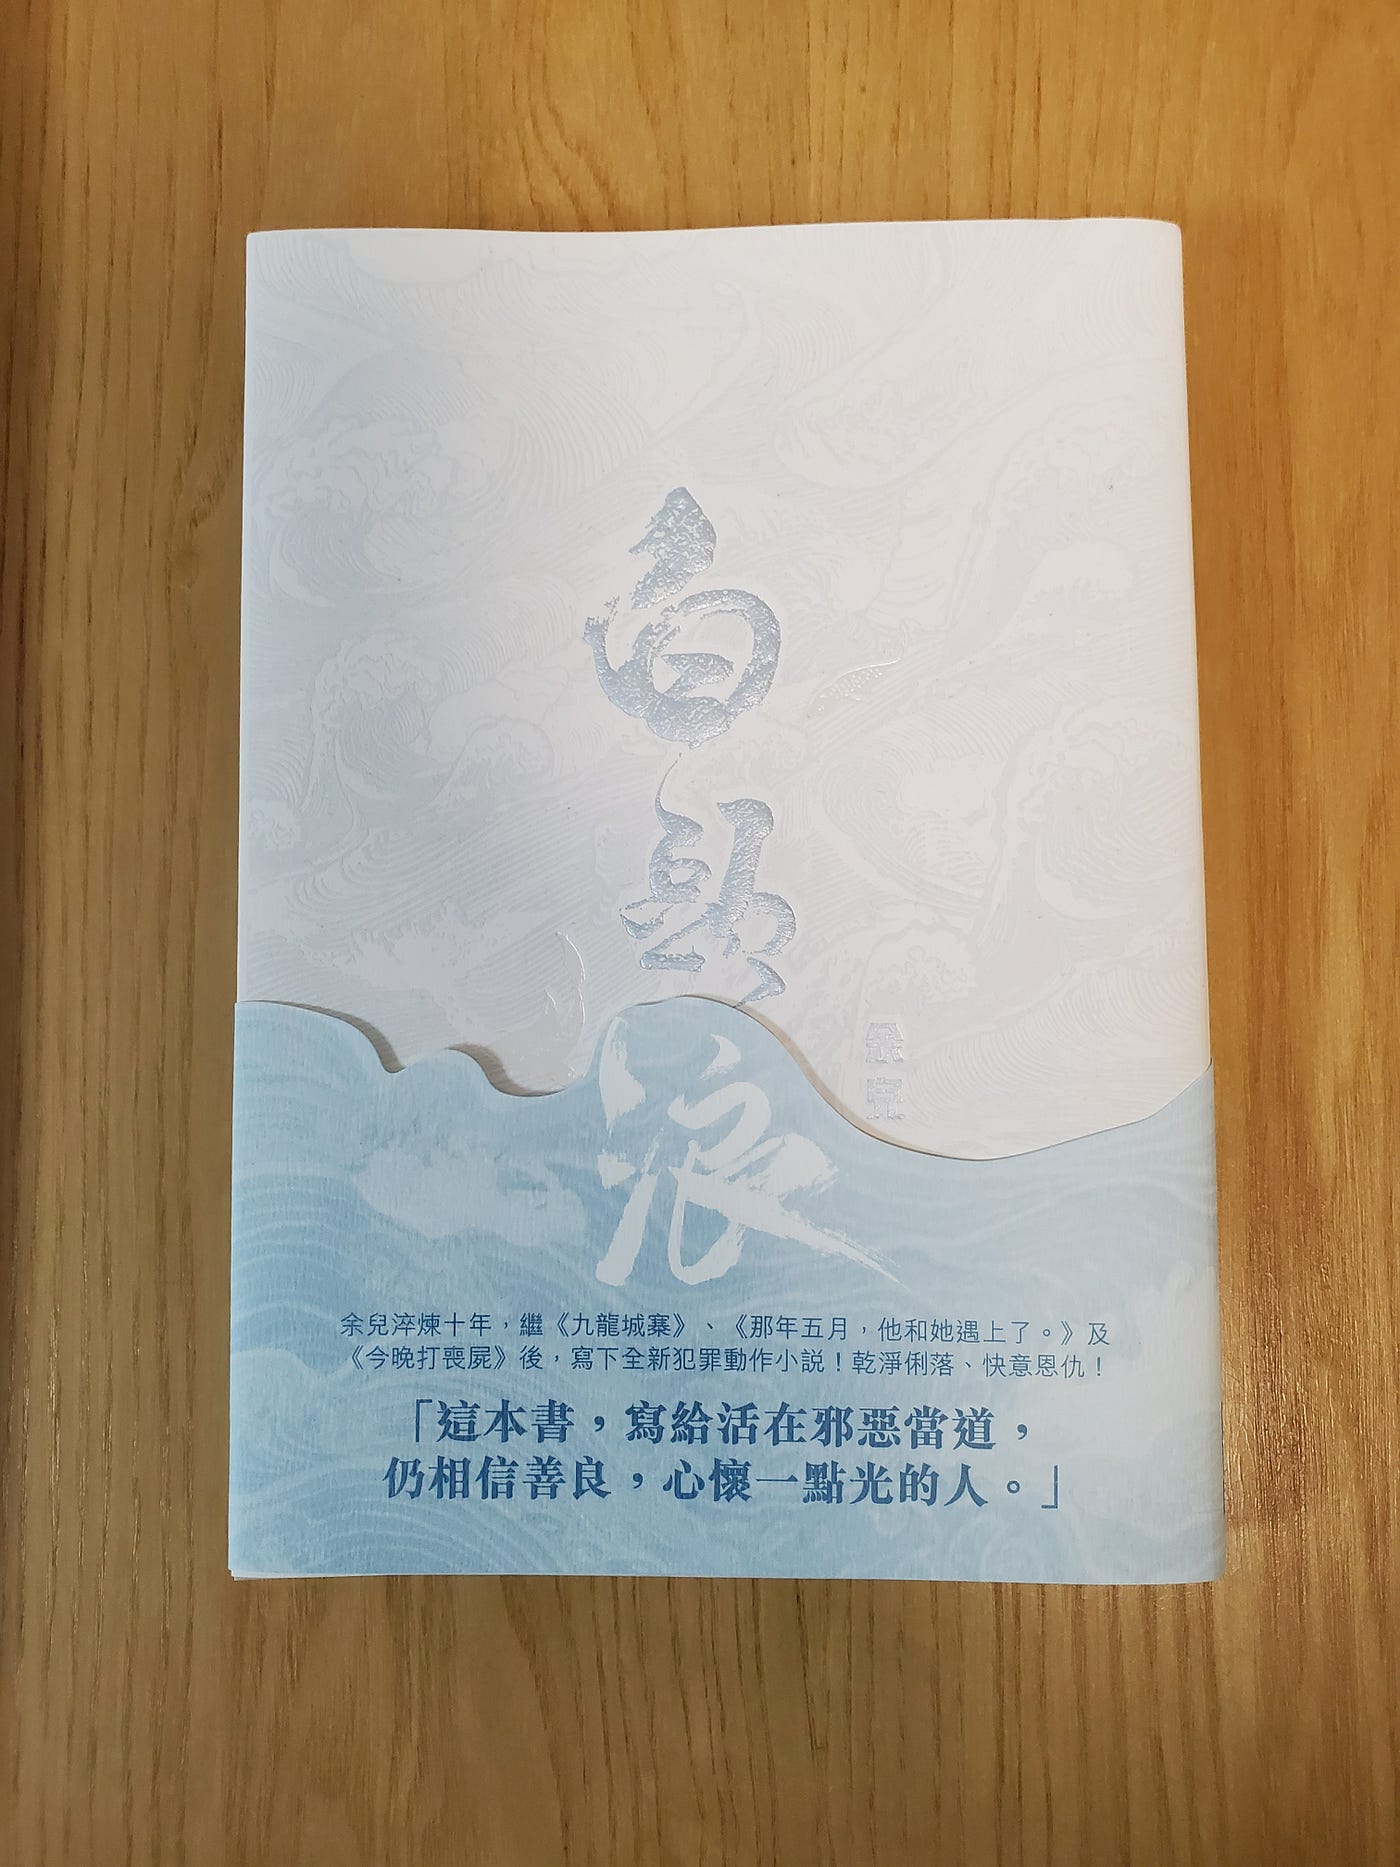 白頭浪
余兒
余兒淬煉十年，繼《九龍城寨》、《那年五月，他和她遇上了。》及
《今晚打喪屍》後，寫下全新犯罪動作小說！乾淨俐落、快意恩仇！
「這本書，寫給活在邪惡當道，
仍相信善良，心懷一點光的人。」